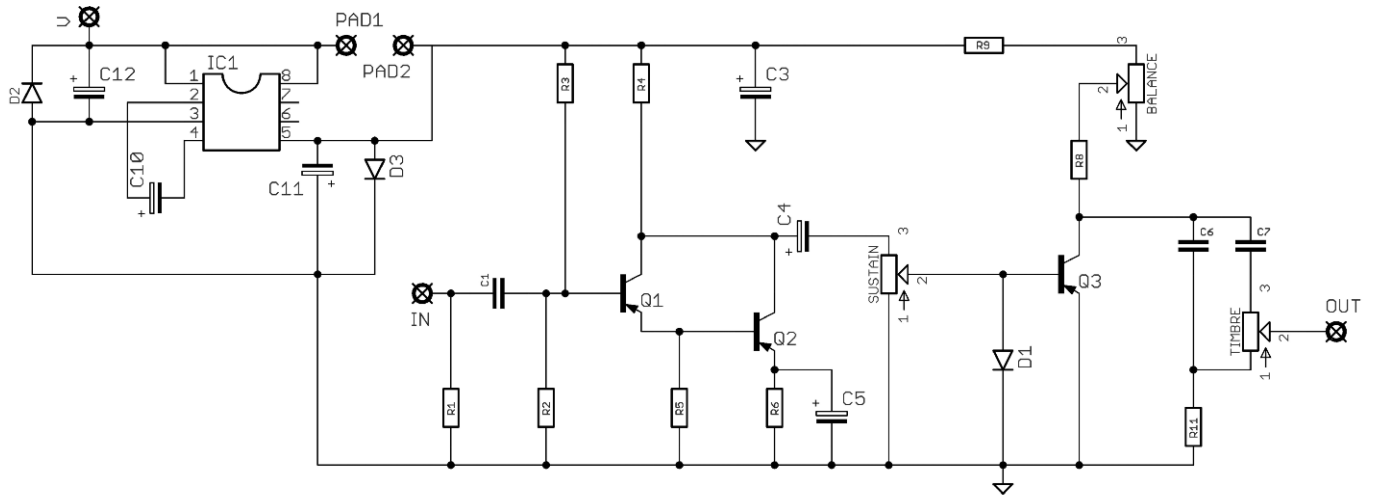 U
PAD1
PAD2
IC1
C12
D2
1
2
3
4
8
7
6
5
C10
C11
D3
R3
R4
C3
R9
3
2
1
BALANCE
R8
C4
3
2
1
SUSTAIN
Q3
C6
C7
3
2
1
TIMBRE
OUT
IN
C1
Q1
Q2
D1
R1
R2
R5
R6
C5
R11
+
+
+
+
+
+